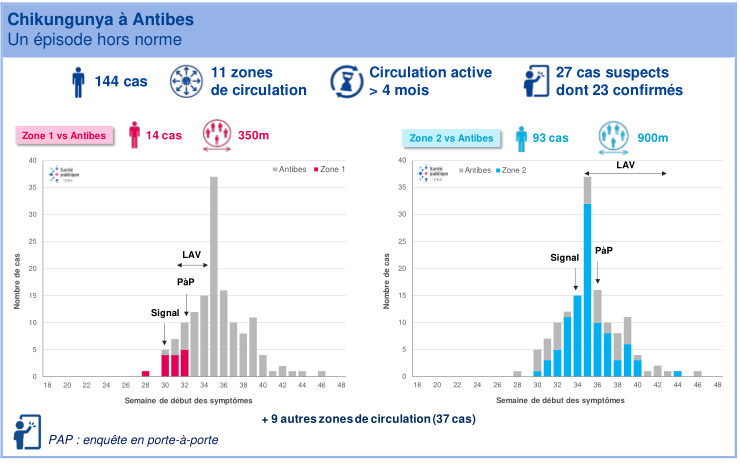 Chikungunya à Antibes
Un épisode hors norme
144 cas
11 zones
de circulation
Circulation active
> 4 mois
27 cas suspects
dont 23 confirmés
Zone 1 vs Antibes
14 cas
350m
Zone 2 vs Antibes
93 cas
900m
Santé
publique
Antibes
Zone 1
40
35
30
25
20
15
10
5
0
Nombre de cas
LAV
PàP
Signal
18 20 22 24 26 28 30 32 34 36 38 40 42 44 46 48
Semaine de début des symptômes
Santé
publique
Antibes
Zone 2
LAV
40
35
30
25
20
15
10
5
0
Nombre de cas
Signal
PàP
18 20 22 24 26 28 30 32 34 36 38 40 42 44 46 48
Semaine de début des symptômes
+ 9 autres zones de circulation (37 cas)
PAP : enquête en porte-à-porte